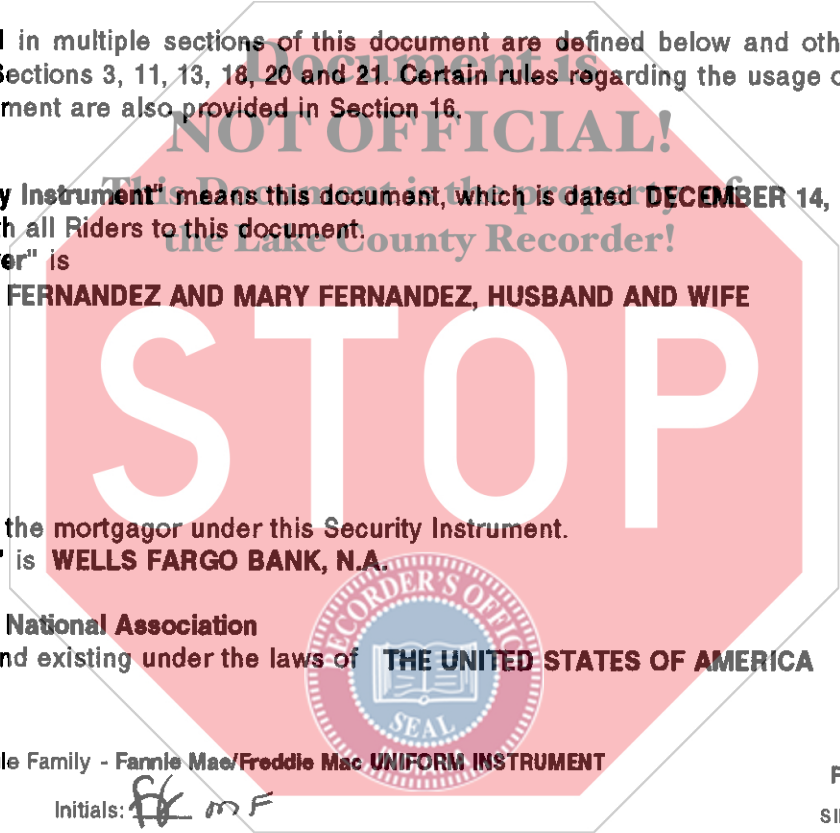 in multiple sections of this document are defined below and oth
Sections 3, 11, 13, 18, 20 and 21. Certain rules regarding the usage o
ment are also provided in Section 16.
Document is
NOT OFFICIAL!
This Document is the property of
the Lake County Recorder!
y Instrument" means this document, which is dated DECEMBER 14,
h all Riders to this document.
er" is
FERNANDEZ AND MARY FERNANDEZ, HUSBAND AND WIFE
STOP
the mortgagor under this Security Instrument.
" is WELLS FARGO BANK, N.A.
National Association
nd existing under the laws of THE UNITED STATES OF AMERICA
RECORDER'S OFFICE
SEAL
le Family - Fannie Mae/Freddie Mac UNIFORM INSTRUMENT
Initials: mF